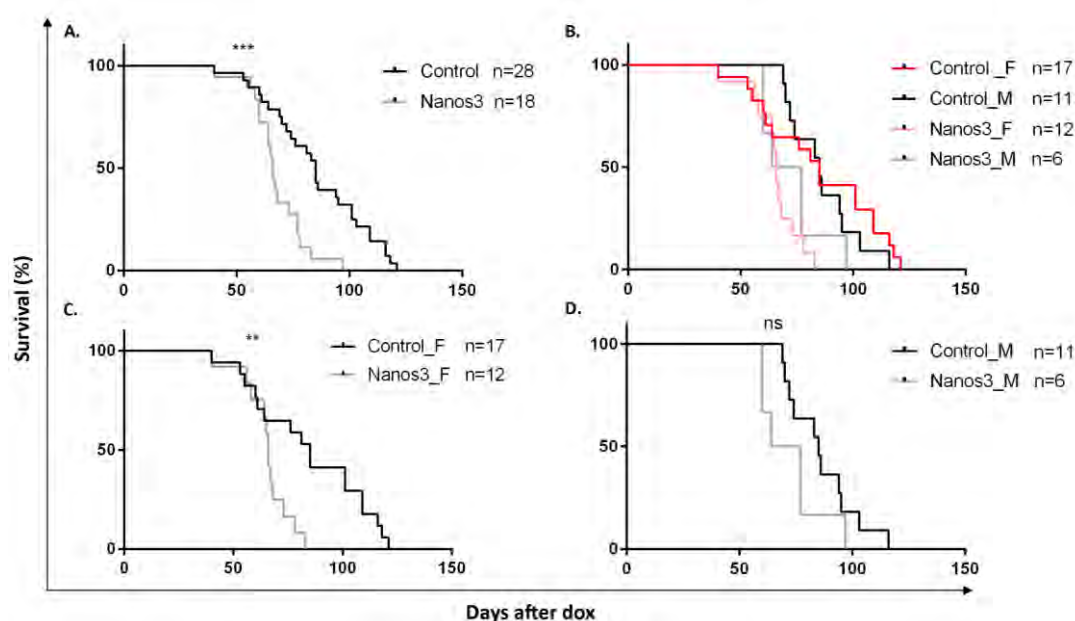 A.
***
Control n=28
Nanos3 n=18
100
50
0
0 50 100 150
B.
Control_F n=17
Control_M n=11
Nanos3_F n=12
Nanos3_M n=6
100
50
0
0 50 100 150
C.
**
Control_F n=17
Nanos3_F n=12
100
50
0
0 50 100 150
D.
ns
Control_M n=11
Nanos3_M n=6
100
50
0
0 50 100 150
Survival (%)
Days after dox